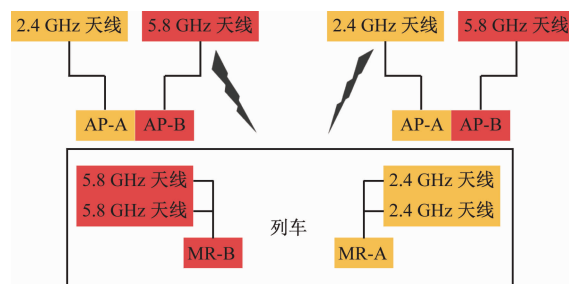 2.4 GHz 天线
5.8 GHz 天线
2.4 GHz 天线
5.8 GHz 天线
AP-A
AP-B
AP-A
AP-B
5.8 GHz 天线
5.8 GHz 天线
MR-B
列车
2.4 GHz 天线
2.4 GHz 天线
MR-A